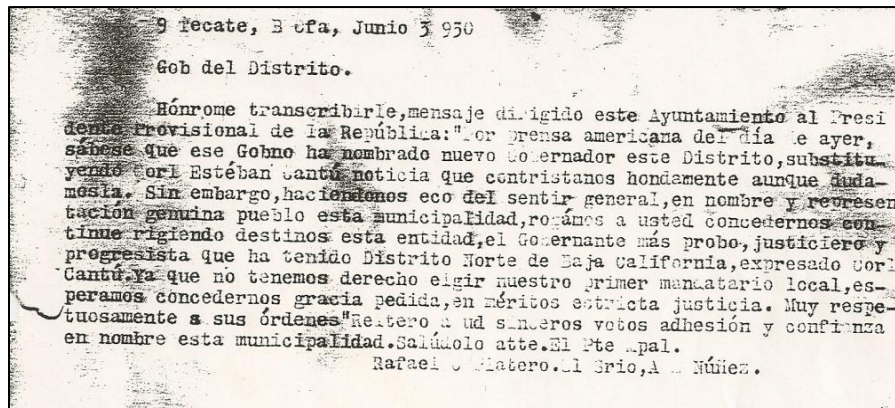 9 Tecate, B Cfa, Junio 3 930
Gob del Distrito.
Hónrome transcribirle,mensaje dirigido este Ayuntamiento al Presi
dente Provisional de la República:"Por prensa americana del día de ayer,
sábese que ese Gobno ha nombrado nuevo Gobernador este Distrito,substitu
yendo Corl Estéban Cantú noticia que contristanos hondamente aunque duda-
mosla. Sin embargo,haciéndonos eco del sentir general,en nombre y represen
tación genuina pueblo esta municipalidad,rogámos a usted concedernos con-
tinue rigiendo destinos esta entidad,el Gobernante más probo,justiciero y
progresista que ha tenido Distrito Norte de Baja California,expresado Corl
Cantú.Ya que no tenemos derecho elgir nuestro primer mandatario local,es-
peramos concedernos gracia pedida,en méritos estricta justicia. Muy respe-
tuosamente a sus órdenes"Reitero a ud sinceros votos adhesión y confianza
en nombre esta municipalidad.Salúdolo atte.El Pte Mpal.
Rafael Platero.El Srio,A Núñez.